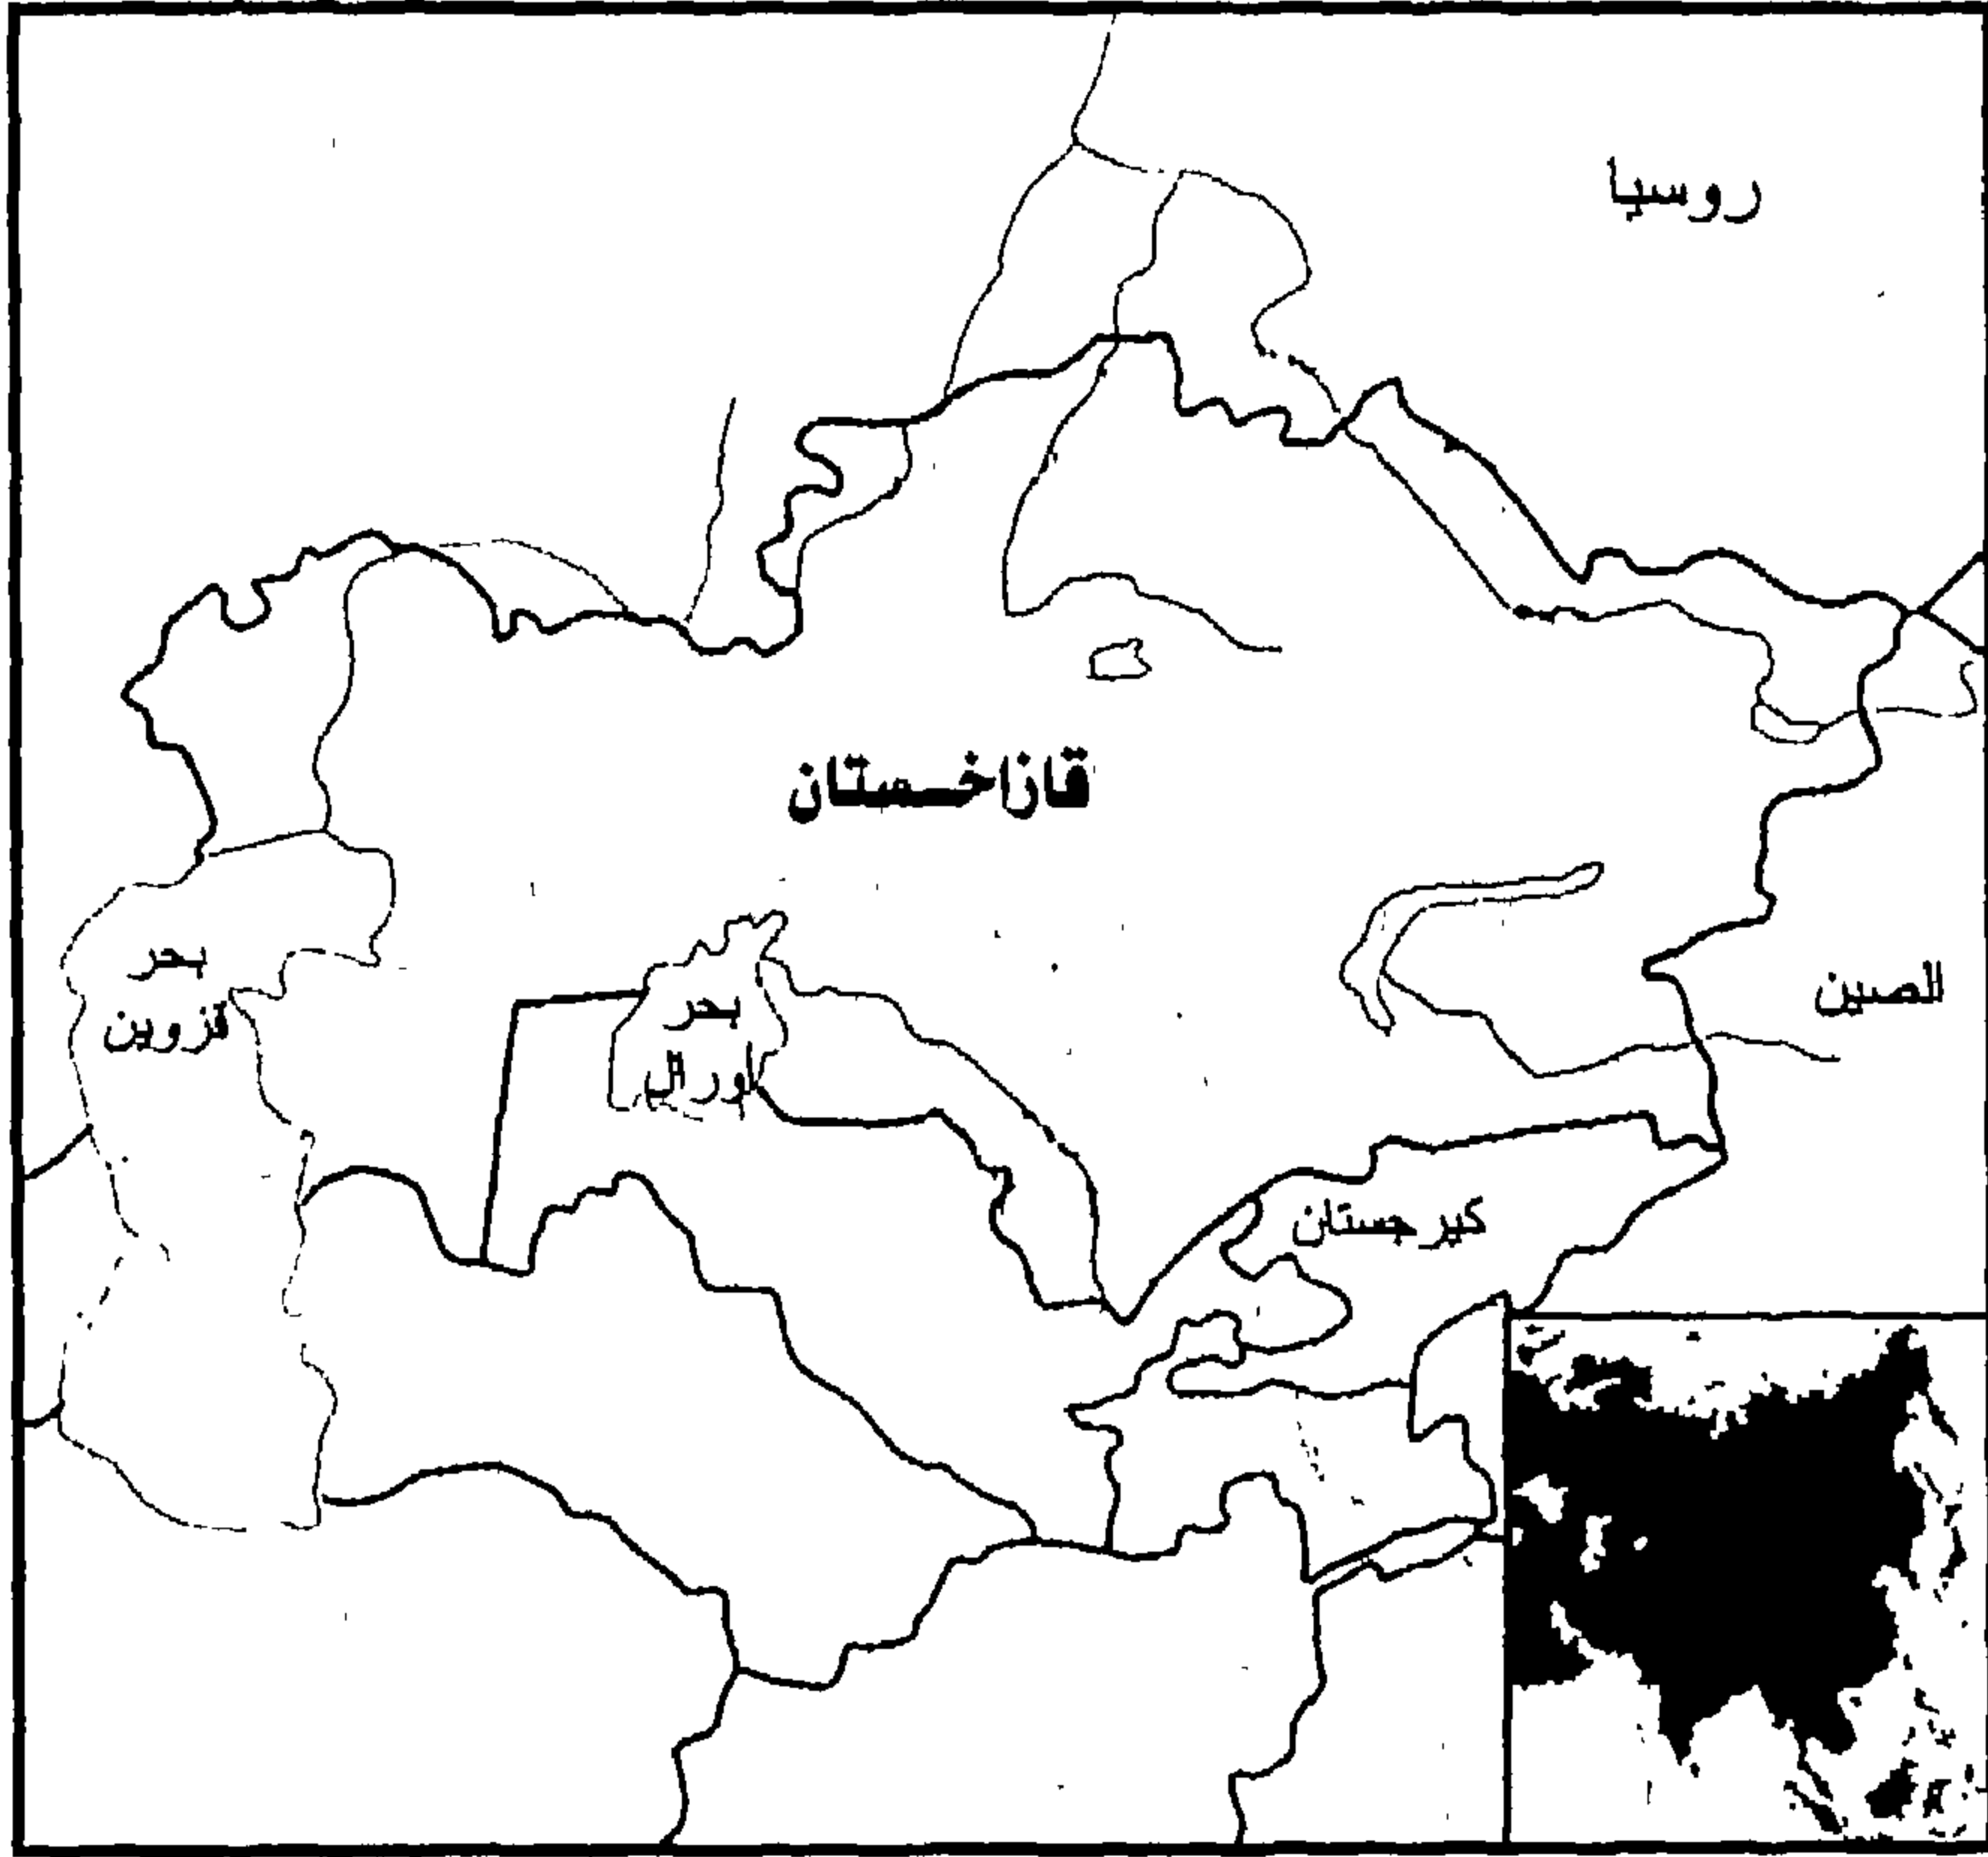 روسيا
قازاخستان
بحر
قزوين
بحر
اورال
الصين
كيرجستان